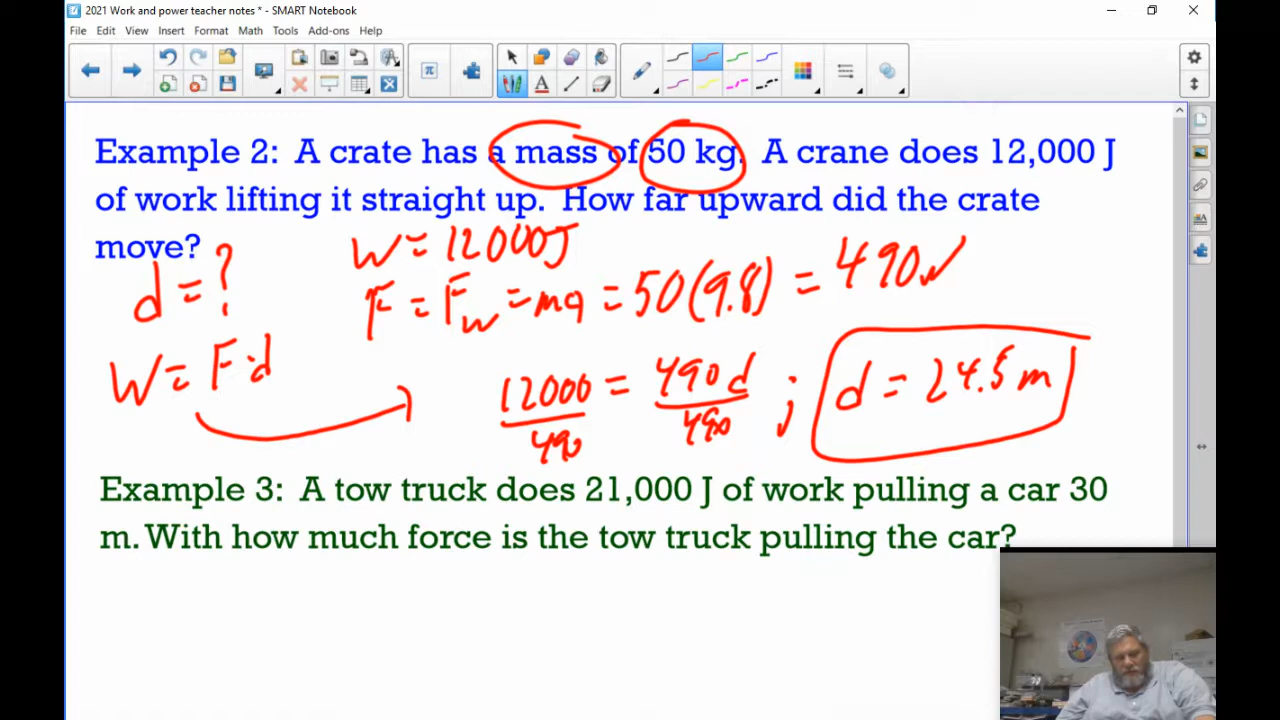 2021 Work and power teacher notes * - SMART Notebook
File Edit View Insert Format Math Tools Add-ons Help
π A
Example 2: A crate has a mass of 50 kg. A crane does 12,000 J
of work lifting it straight up. How far upward did the crate
move?
W = 12000J
d = ?
F = Fw = mg = 50(9.8) = 490N
W = F·d
12000 = 490d ; d = 24.5 m
490 490
Example 3: A tow truck does 21,000 J of work pulling a car 30
m. With how much force is the tow truck pulling the car?